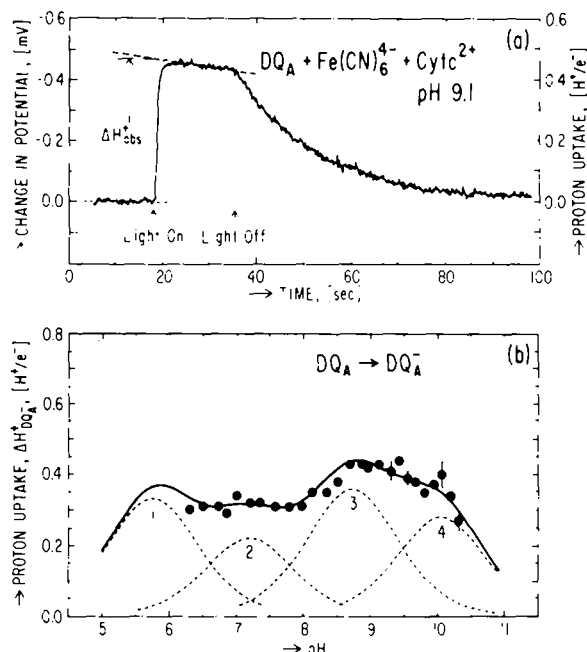 (a)
DQA + Fe(CN)6^4- + Cytc^2+
pH 9.1
→ CHANGE IN POTENTIAL, [mV]
-0.6
-0.4
-0.2
0.0
ΔH+obs
Light On Light Off
0 20 40 60 80 100
→ TIME, [sec]
0.6
0.4
0.2
0.0
→ PROTON UPTAKE, [H+/e-]
(b)
DQA → DQA-
→ PROTON UPTAKE, ΔH+DQA-, [H+/e-]
0.8
0.6
0.4
0.2
0.0
1
2
3
4
5 6 7 8 9 10 11
→ pH